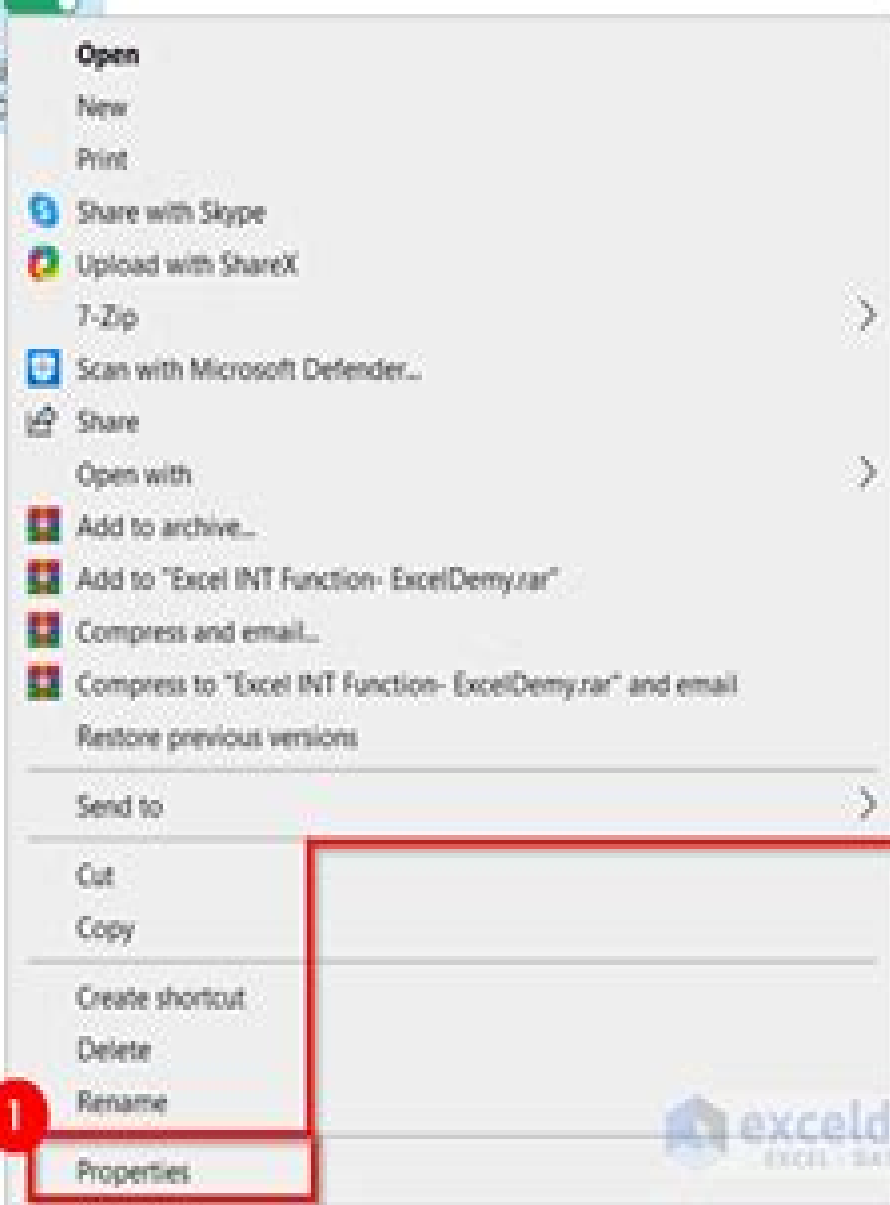 Open
New
Print
Share with Skype
Upload with ShareX
7-Zip
Scan with Microsoft Defender...
Share
Open with
Add to archive...
Add to "Excel INT Function- ExcelDemy.rar"
Compress and email...
Compress to "Excel INT Function- ExcelDemy.rar" and email
Restore previous versions
Send to
Cut
Copy
Create shortcut
Delete
Rename
1
exceld
EXCEL - DAT
Properties